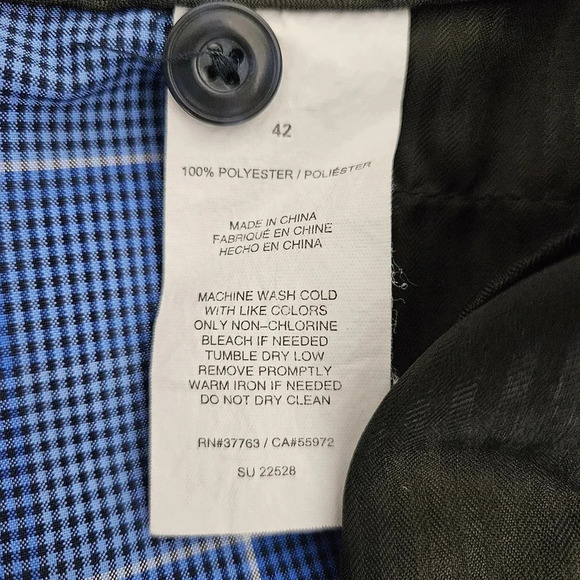 42
100% POLYESTER / POLIÉSTER
MADE IN CHINA
FABRIQUÉ EN CHINE
HECHO EN CHINA
MACHINE WASH COLD
WITH LIKE COLORS
ONLY NON-CHLORINE
BLEACH IF NEEDED
TUMBLE DRY LOW
REMOVE PROMPTLY
WARM IRON IF NEEDED
DO NOT DRY CLEAN
RN#37763 / CA#55972
SU 22528